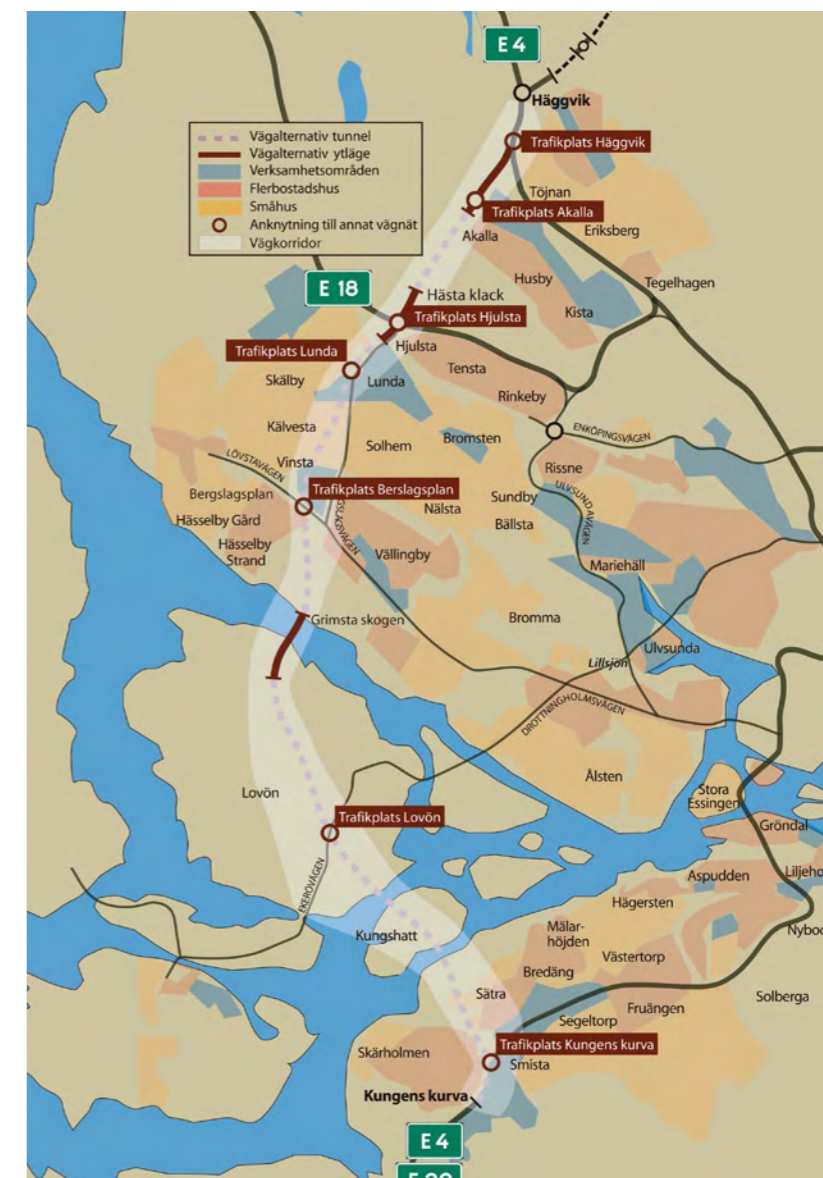 E 4
Häggvik
Vägalternativ tunnel
Vägalternativ ytläge
Verksamhetsområden
Flerbostadshus
Småhus
Anknytning till annat vägnät
Vägkorridor
Trafikplats Häggvik
Töjnan
Trafikplats Akalla
Akalla
Eriksberg
Husby
Tegelhagen
E 18
Hästa klack
Kista
Trafikplats Hjulsta
Hjulsta
Trafikplats Lunda
Tensta
Skälby
Lunda
Rinkeby
Kälvesta
Solhem
Bromsten
ENKÖPINGSVÄGEN
LÖVSTAVÄGEN
Vinsta
Rissne
Bergslagsplan
Trafikplats Berslagsplan
Sundby
ULVSUNDAVÄGEN
Nälsta
Hässelby Gård
GSLAGSVÄGEN
Bällsta
Hässelby
Strand
Vällingby
Mariehäll
Grimsta skogen
Bromma
Ulvsunda
Lillsjön
DROTTNINGHOLMSVÄGEN
Ålsten
Lovön
Stora
Essingen
Trafikplats Lovön
Gröndal
Aspudden
Liljeho
EKERÖVÄGEN
Hägersten
Kungshatt
Mälar-
höjden
Nybod
Västertorp
Bredäng
Sätra
Solberga
Fruängen
Segeltorp
Trafikplats Kungens kurva
Skärholmen
Smista
Kungens kurva
E 4